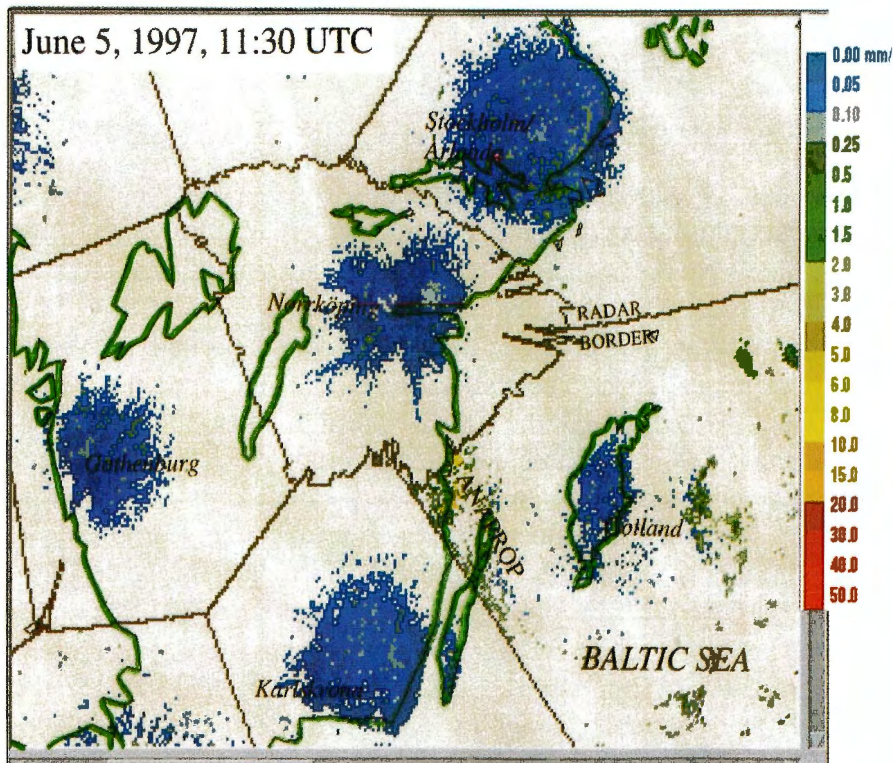 June 5, 1997, 11:30 UTC
Stockholm/
Arlanda
Norrköping
RADAR
BORDER
Gothenburg
ANAPROP
Gotland
Karlskrona
BALTIC SEA
0.00 mm/
0.05
0.10
0.25
0.5
1.0
1.5
2.0
3.0
4.0
5.0
6.0
8.0
10.0
15.0
20.0
30.0
40.0
50.0